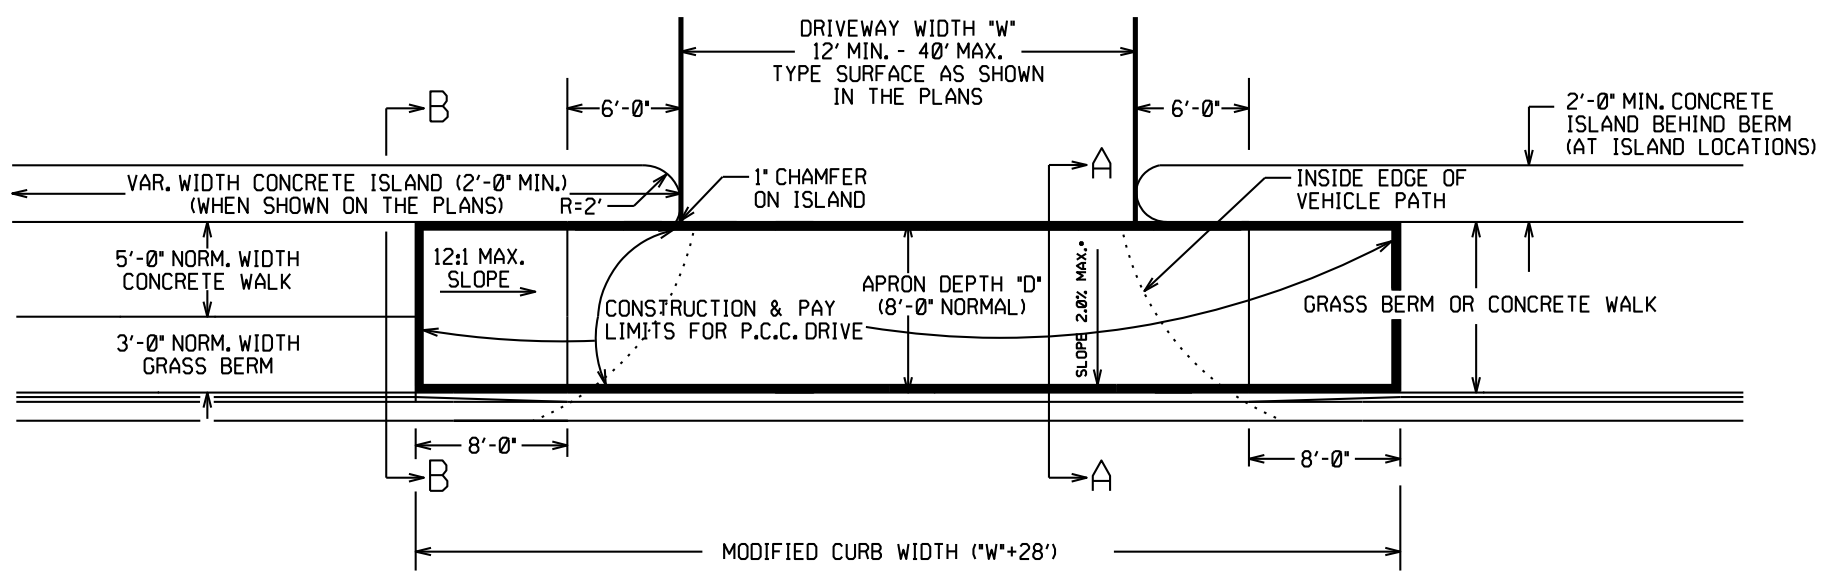 DRIVEWAY WIDTH "W"
12' MIN. - 40' MAX.
TYPE SURFACE AS SHOWN
IN THE PLANS
B
6'-0"
6'-0"
2'-0" MIN. CONCRETE
ISLAND BEHIND BERM
(AT ISLAND LOCATIONS)
A
VAR. WIDTH CONCRETE ISLAND (2'-0" MIN.)
(WHEN SHOWN ON THE PLANS)
R=2'
1" CHAMFER
ON ISLAND
INSIDE EDGE OF
VEHICLE PATH
5'-0" NORM. WIDTH
CONCRETE WALK
12:1 MAX.
SLOPE
APRON DEPTH "D"
(8'-0" NORMAL)
SLOPE 2.0% MAX.*
CONSTRUCTION & PAY
LIMITS FOR P.C.C. DRIVE
GRASS BERM OR CONCRETE WALK
3'-0" NORM. WIDTH
GRASS BERM
8'-0"
8'-0"
B
A
MODIFIED CURB WIDTH ("W"+28')